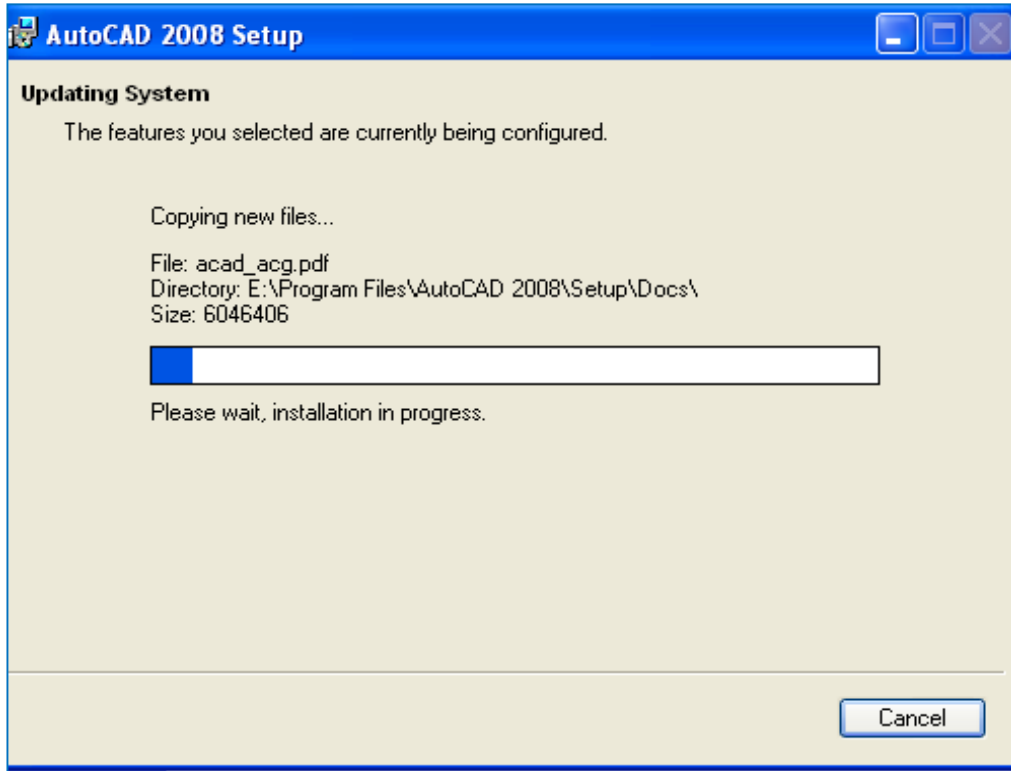 AutoCAD 2008 Setup
Updating System
The features you selected are currently being configured.
Copying new files...
File: acad_acg.pdf
Directory: E:\Program Files\AutoCAD 2008\Setup\Docs\
Size: 6046406
Please wait, installation in progress.
Cancel